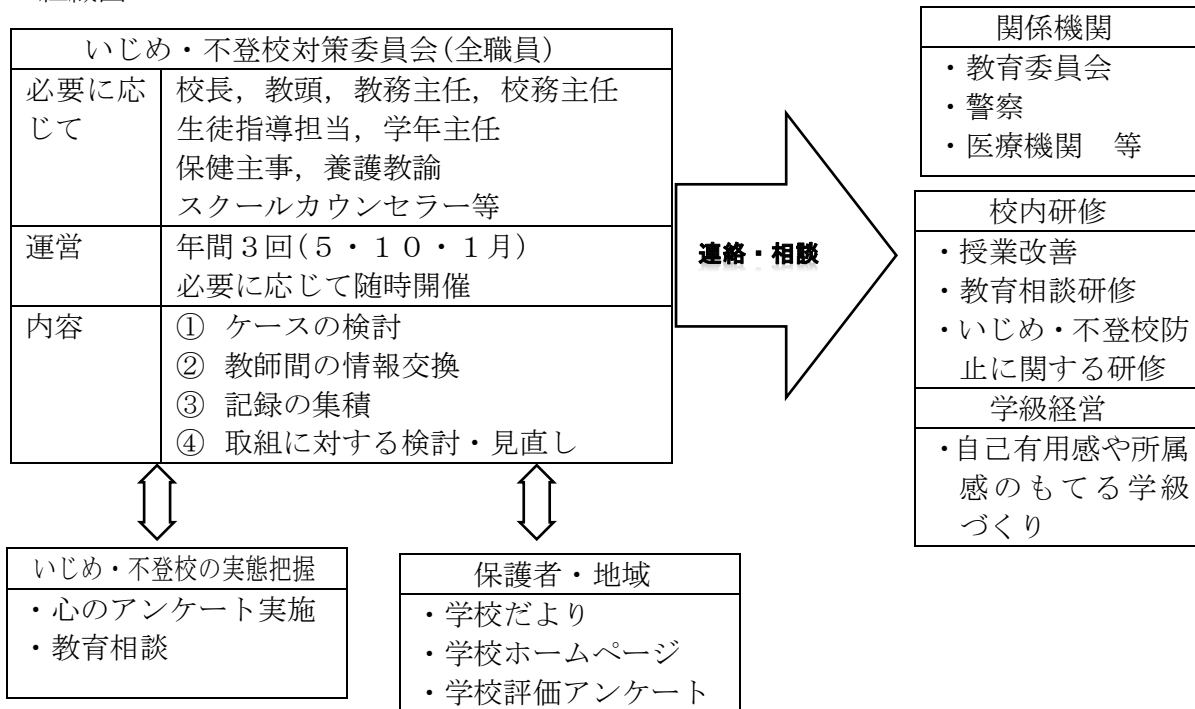 いじめ・不登校対策委員会(全職員)
必要に応じて
校長，教頭，教務主任，校務主任
生徒指導担当，学年主任
保健主事，養護教諭
スクールカウンセラー等
運営
年間３回(５・１０・１月)
必要に応じて随時開催
内容
① ケースの検討
② 教師間の情報交換
③ 記録の集積
④ 取組に対する検討・見直し
連絡・相談
関係機関
・教育委員会
・警察
・医療機関　等
校内研修
・授業改善
・教育相談研修
・いじめ・不登校防
止に関する研修
学級経営
・自己有用感や所属
感のもてる学級
づくり
いじめ・不登校の実態把握
・心のアンケート実施
・教育相談
保護者・地域
・学校だより
・学校ホームページ
・学校評価アンケート